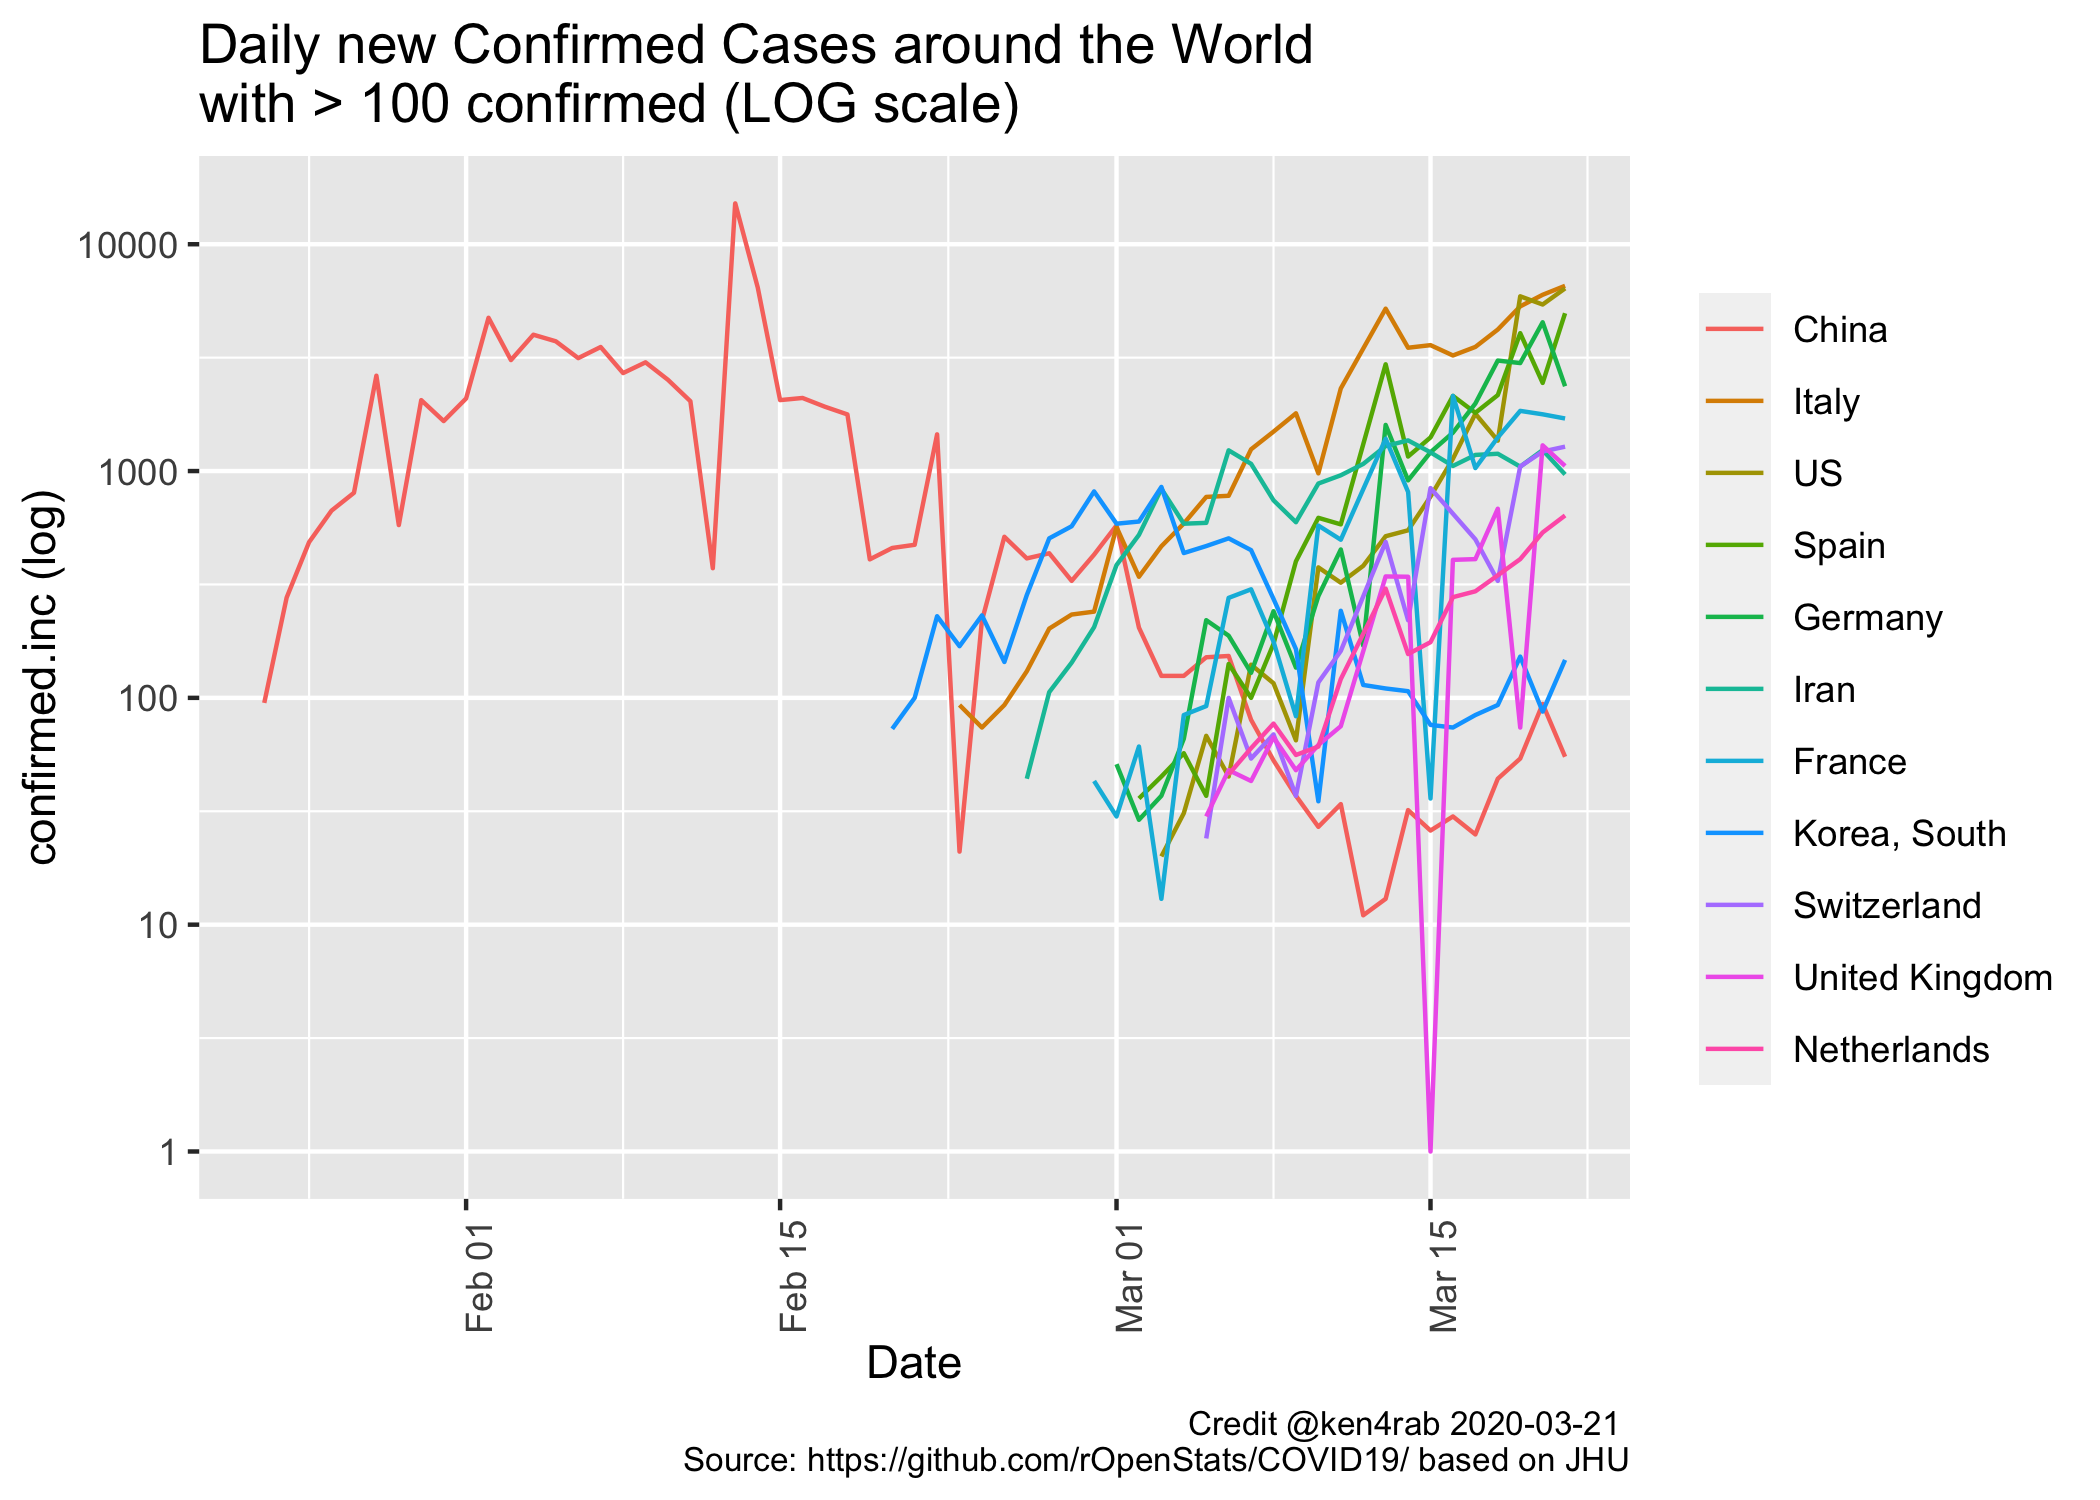 Daily new Confirmed Cases around the World
with > 100 confirmed (LOG scale)
confirmed.inc (log)
10000
1000
100
10
1
Feb 01
Feb 15
Mar 01
Mar 15
Date
China
Italy
US
Spain
Germany
Iran
France
Korea, South
Switzerland
United Kingdom
Netherlands
Credit @ken4rab 2020-03-21
Source: https://github.com/rOpenStats/COVID19/ based on JHU